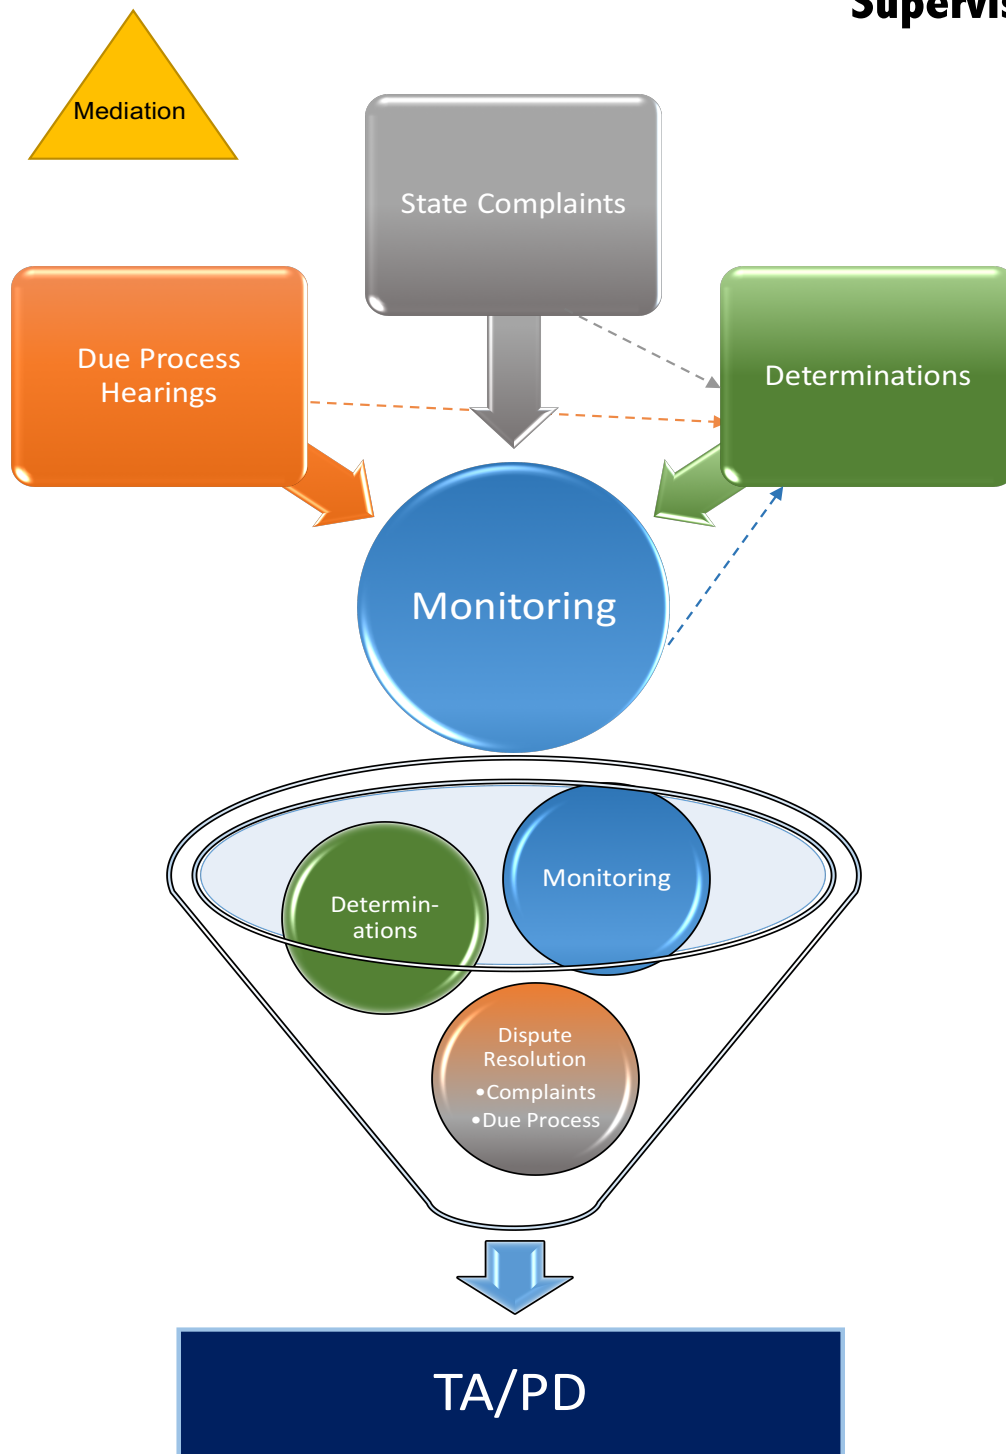 Mediation
State Complaints
Due Process
Hearings
Determinations
Monitoring
Monitoring
Determin-
ations
Dispute
Resolution
•Complaints
•Due Process
TA/PD